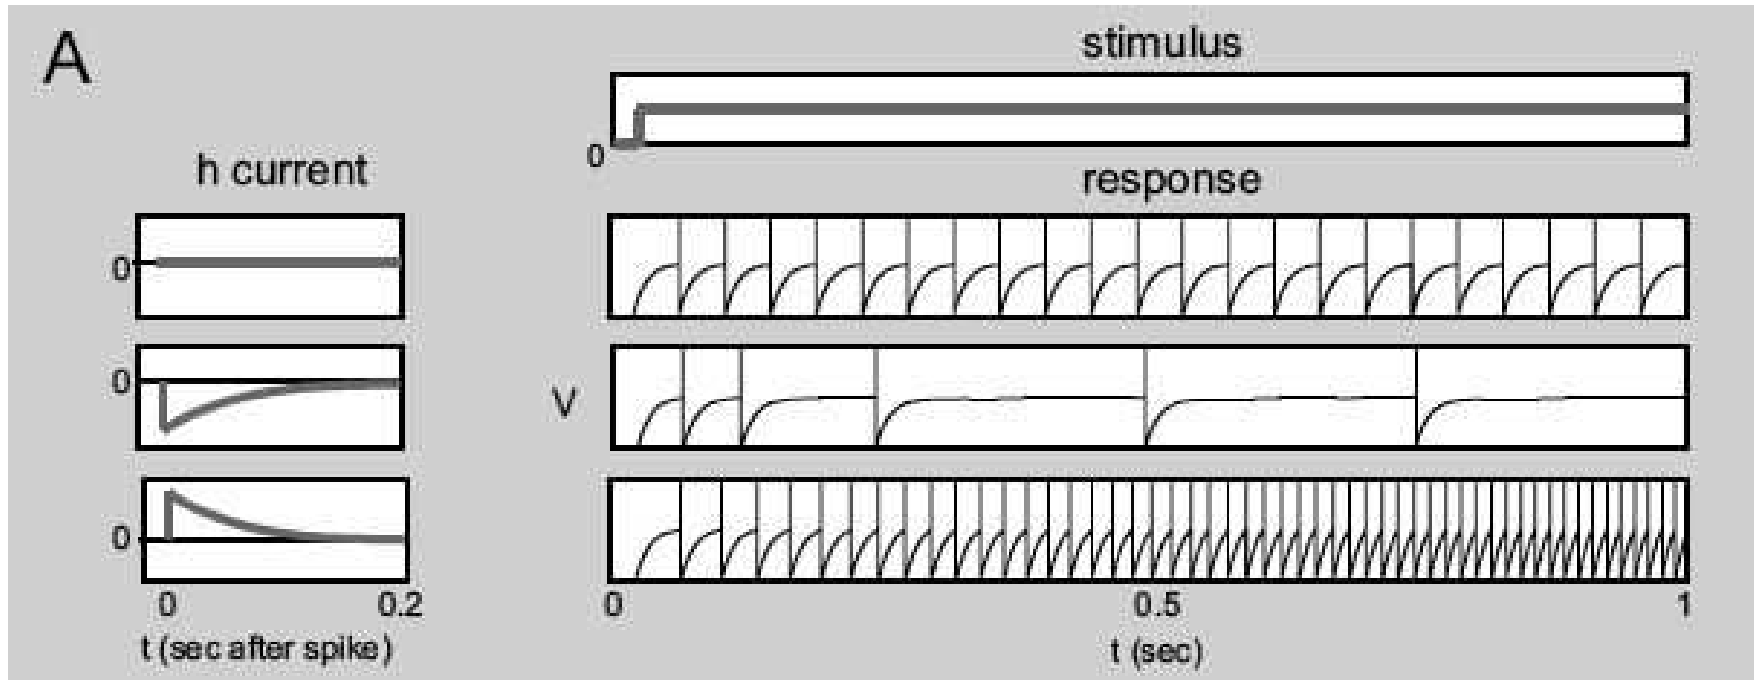 A
stimulus
0
h current
response
0
0
V
0
0 0.2
t (sec after spike)
0 0.5 1
t (sec)